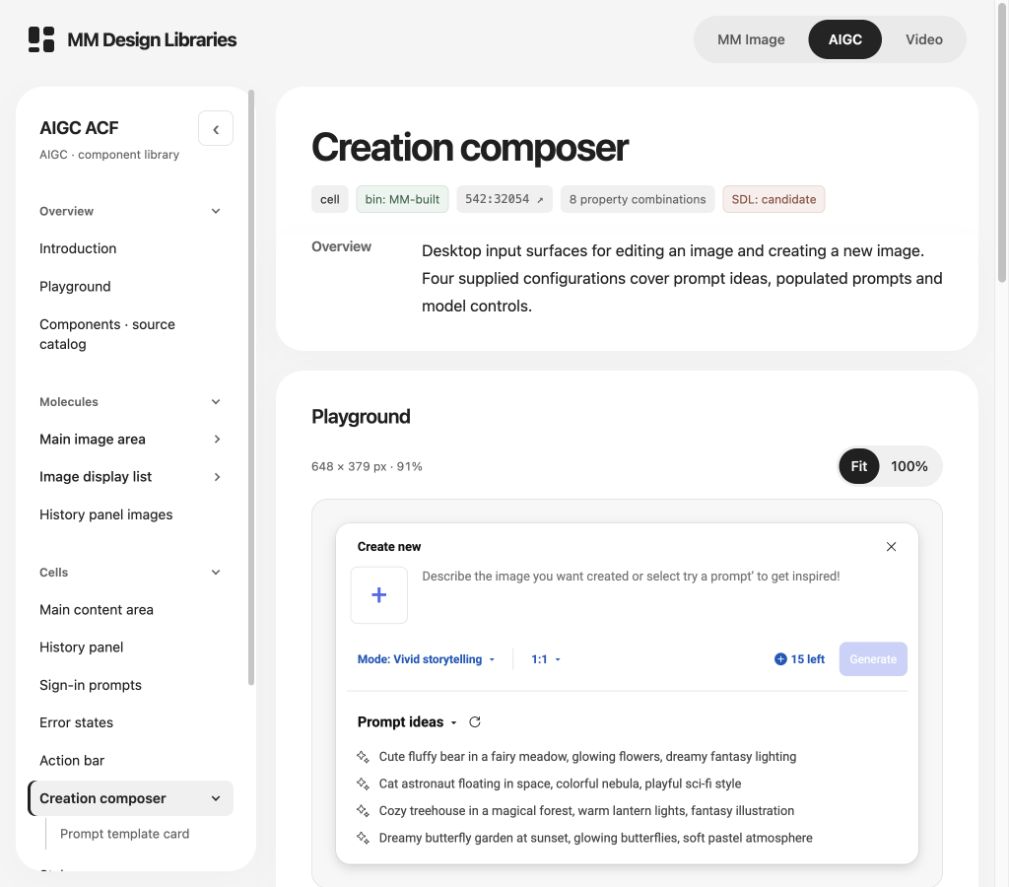 MM Design Libraries
MM Image
AIGC
Video
AIGC ACF
AIGC · component library
Overview
Introduction
Playground
Components · source
catalog
Molecules
Main image area
Image display list
History panel images
Cells
Main content area
History panel
Sign-in prompts
Error states
Action bar
Creation composer
Prompt template card
Creation composer
cell
bin: MM-built
542:32054 ↗
8 property combinations
SDL: candidate
Overview
Desktop input surfaces for editing an image and creating a new image.
Four supplied configurations cover prompt ideas, populated prompts and
model controls.
Playground
648 × 379 px · 91%
Fit
100%
Create new
Describe the image you want created or select try a prompt' to get inspired!
Mode: Vivid storytelling
1:1
15 left
Generate
Prompt ideas
Cute fluffy bear in a fairy meadow, glowing flowers, dreamy fantasy lighting
Cat astronaut floating in space, colorful nebula, playful sci-fi style
Cozy treehouse in a magical forest, warm lantern lights, fantasy illustration
Dreamy butterfly garden at sunset, glowing butterflies, soft pastel atmosphere